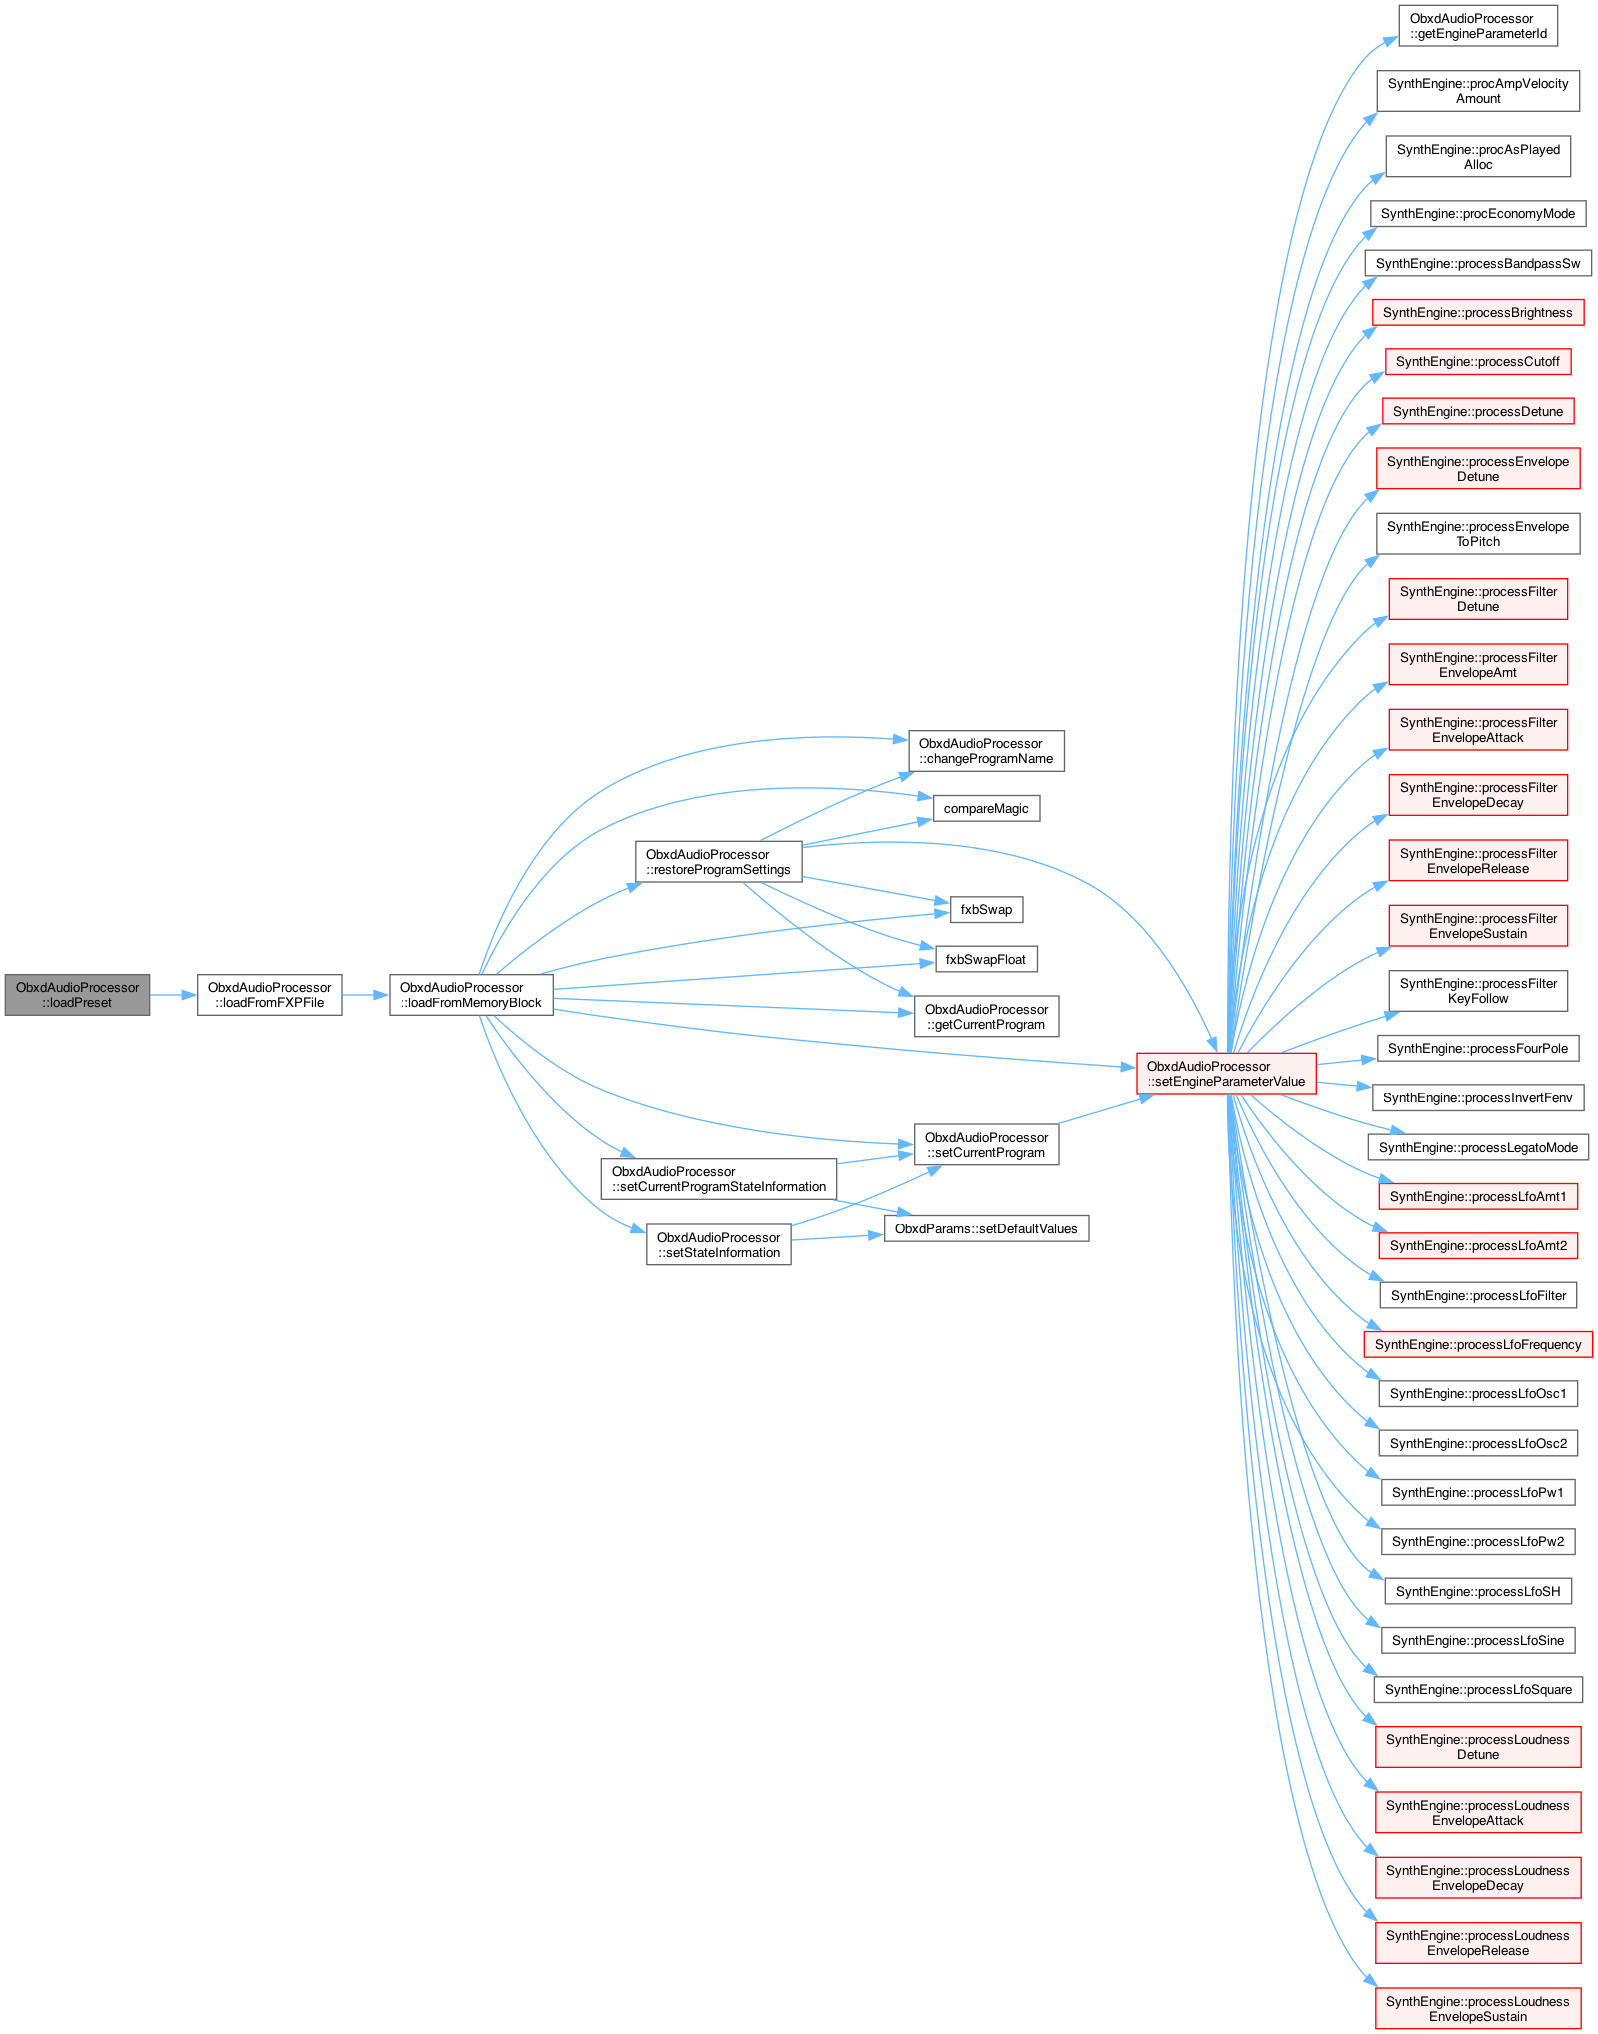 ObxdAudioProcessor
::loadPreset
ObxdAudioProcessor
::loadFromFXPFile
ObxdAudioProcessor
::loadFromMemoryBlock
ObxdAudioProcessor
::changeProgramName
compareMagic
ObxdAudioProcessor
::restoreProgramSettings
fxbSwap
fxbSwapFloat
ObxdAudioProcessor
::getCurrentProgram
ObxdAudioProcessor
::setEngineParameterValue
ObxdAudioProcessor
::setCurrentProgram
ObxdAudioProcessor
::setCurrentProgramStateInformation
ObxdParams::setDefaultValues
ObxdAudioProcessor
::setStateInformation
ObxdAudioProcessor
::getEngineParameterId
SynthEngine::procAmpVelocity
Amount
SynthEngine::procAsPlayed
Alloc
SynthEngine::procEconomyMode
SynthEngine::processBandpassSw
SynthEngine::processBrightness
SynthEngine::processCutoff
SynthEngine::processDetune
SynthEngine::processEnvelope
Detune
SynthEngine::processEnvelope
ToPitch
SynthEngine::processFilter
Detune
SynthEngine::processFilter
EnvelopeAmt
SynthEngine::processFilter
EnvelopeAttack
SynthEngine::processFilter
EnvelopeDecay
SynthEngine::processFilter
EnvelopeRelease
SynthEngine::processFilter
EnvelopeSustain
SynthEngine::processFilter
KeyFollow
SynthEngine::processFourPole
SynthEngine::processInvertFenv
SynthEngine::processLegatoMode
SynthEngine::processLfoAmt1
SynthEngine::processLfoAmt2
SynthEngine::processLfoFilter
SynthEngine::processLfoFrequency
SynthEngine::processLfoOsc1
SynthEngine::processLfoOsc2
SynthEngine::processLfoPw1
SynthEngine::processLfoPw2
SynthEngine::processLfoSH
SynthEngine::processLfoSine
SynthEngine::processLfoSquare
SynthEngine::processLoudness
Detune
SynthEngine::processLoudness
EnvelopeAttack
SynthEngine::processLoudness
EnvelopeDecay
SynthEngine::processLoudness
EnvelopeRelease
SynthEngine::processLoudness
EnvelopeSustain